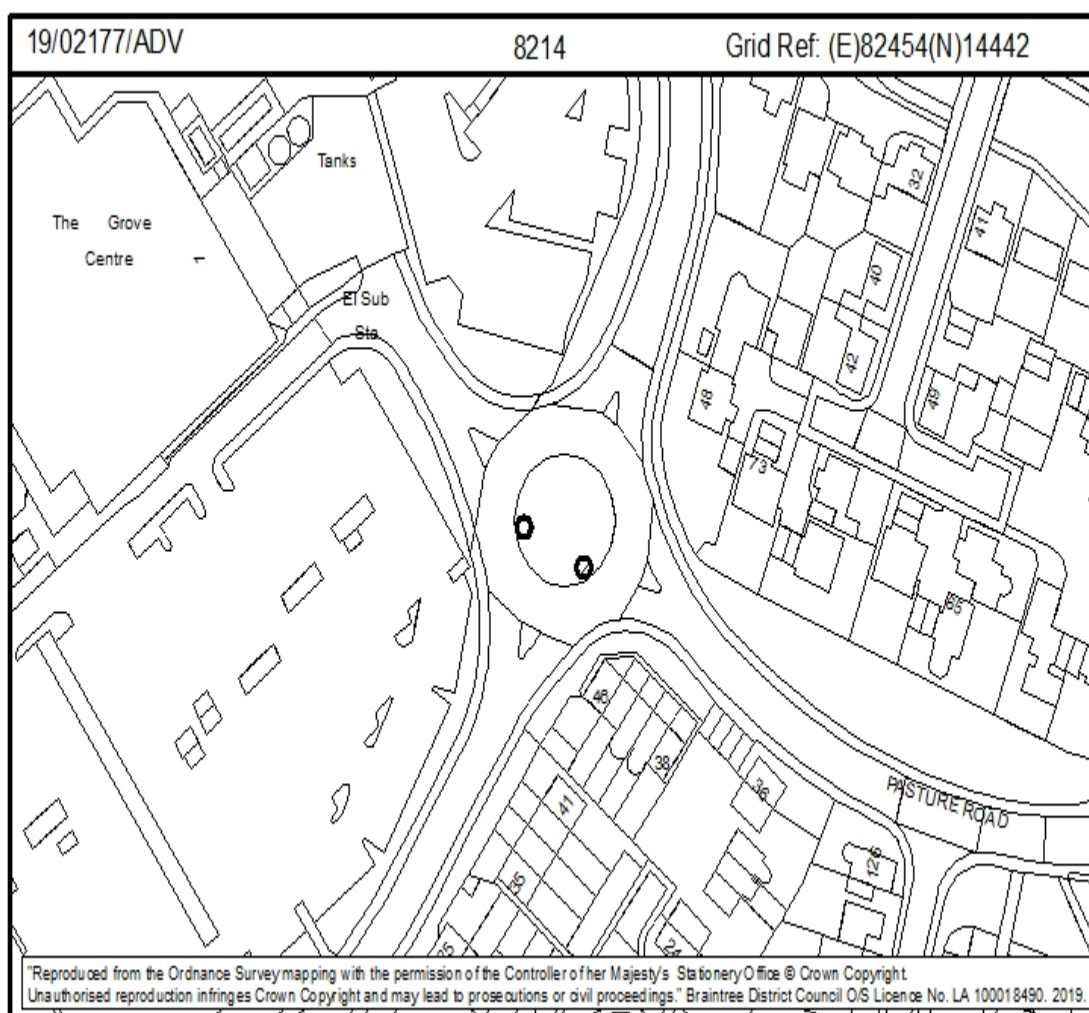 19/02177/ADV 8214 Grid Ref: (E)82454(N)14442
Tanks
The Grove
Centre
1
El Sub
Sta
32
41
40
42
48
49
73
65
46
38
41
36
PASTURE ROAD
126
35
25
24
"Reproduced from the Ordnance Survey mapping with the permission of the Controller of her Majesty's Stationery Office © Crown Copyright.
Unauthorised reproduction infringes Crown Copyright and may lead to prosecutions or civil proceedings." Braintree District Council O/S Licence No. LA 100018490. 2019.